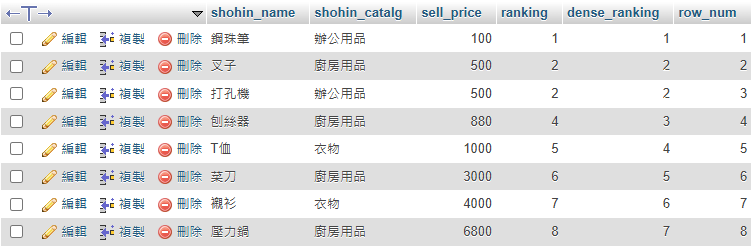 shohin_name shohin_catalg sell_price ranking dense_ranking row_num
編輯 複製 刪除 鋼珠筆 辦公用品 100 1 1 1
編輯 複製 刪除 叉子 廚房用品 500 2 2 2
編輯 複製 刪除 打孔機 辦公用品 500 2 2 3
編輯 複製 刪除 刨絲器 廚房用品 880 4 3 4
編輯 複製 刪除 T恤 衣物 1000 5 4 5
編輯 複製 刪除 菜刀 廚房用品 3000 6 5 6
編輯 複製 刪除 襯衫 衣物 4000 7 6 7
編輯 複製 刪除 壓力鍋 廚房用品 6800 8 7 8